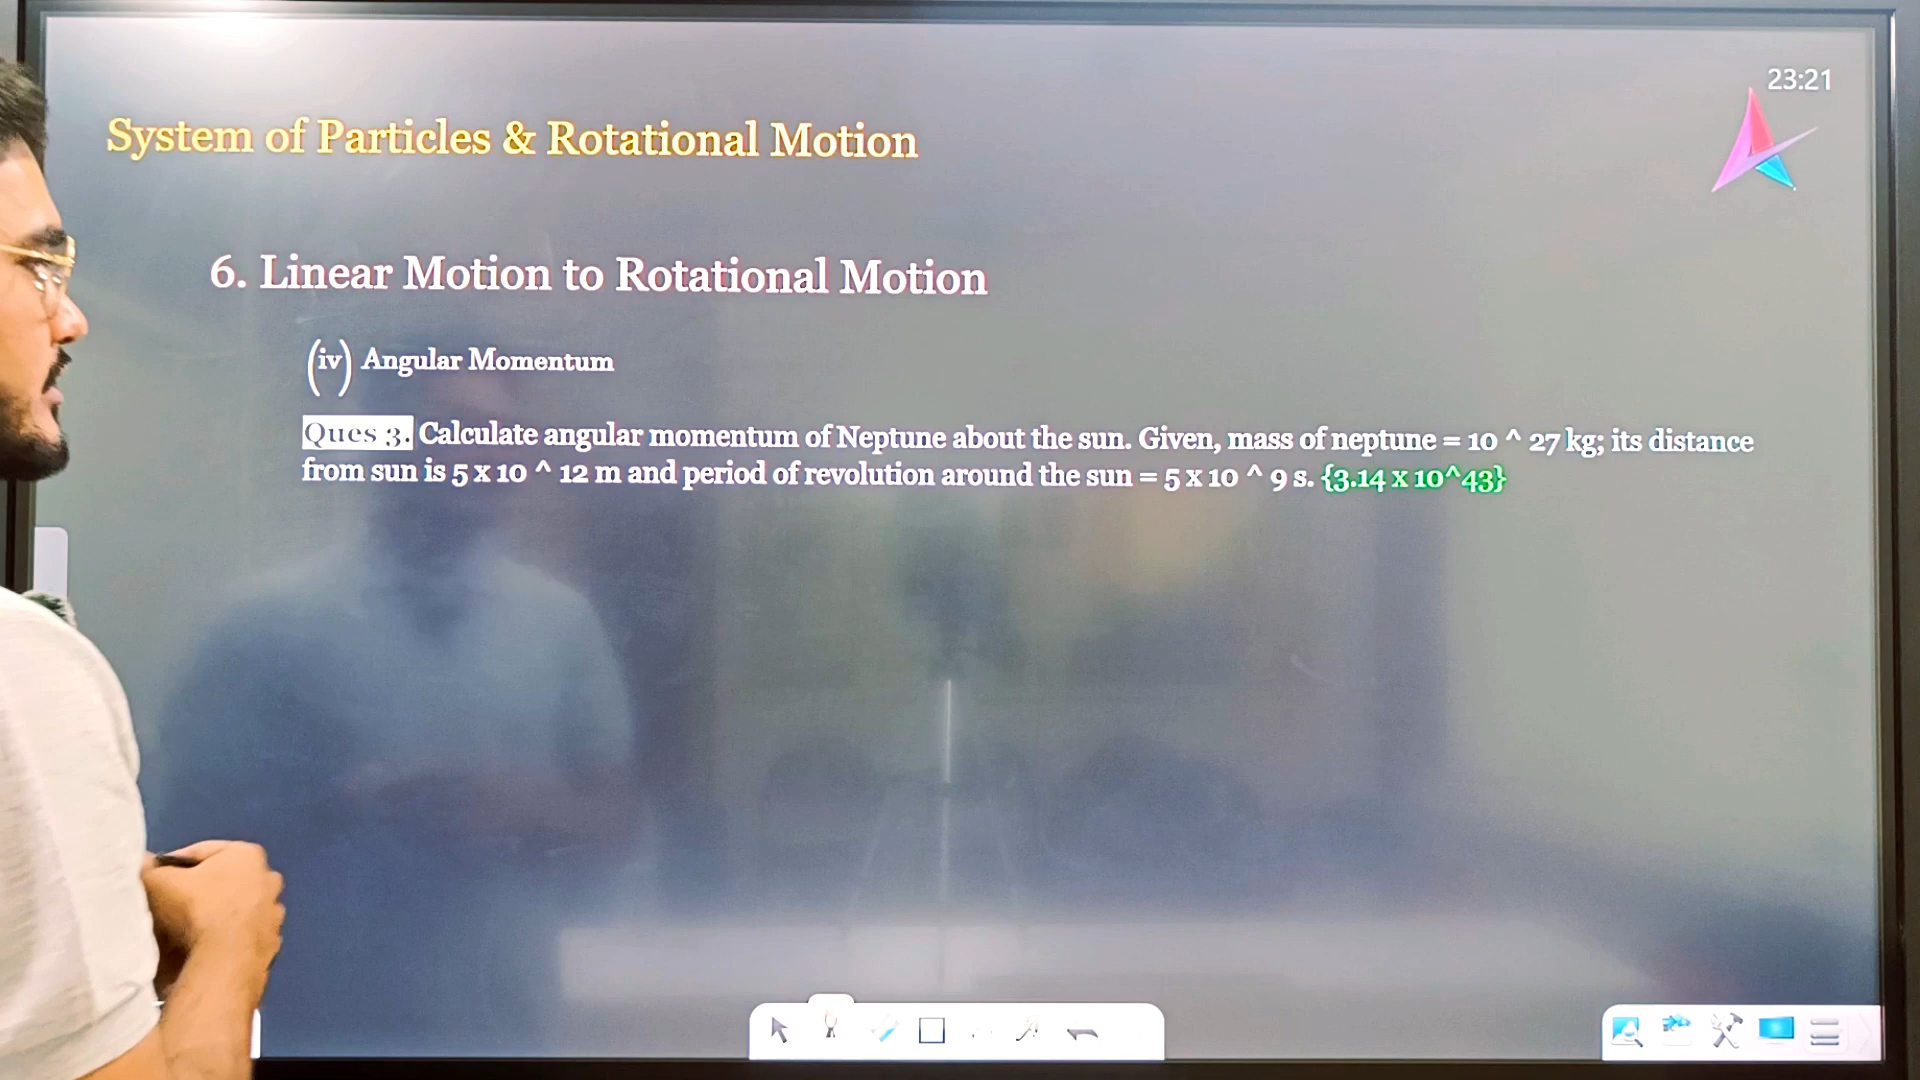 23:21
System of Particles & Rotational Motion
6. Linear Motion to Rotational Motion
(iv) Angular Momentum
Ques 3. Calculate angular momentum of Neptune about the sun. Given, mass of neptune = 10 ^ 27 kg; its distance
from sun is 5 x 10 ^ 12 m and period of revolution around the sun = 5 x 10 ^ 9 s. {3.14 x 10^43}